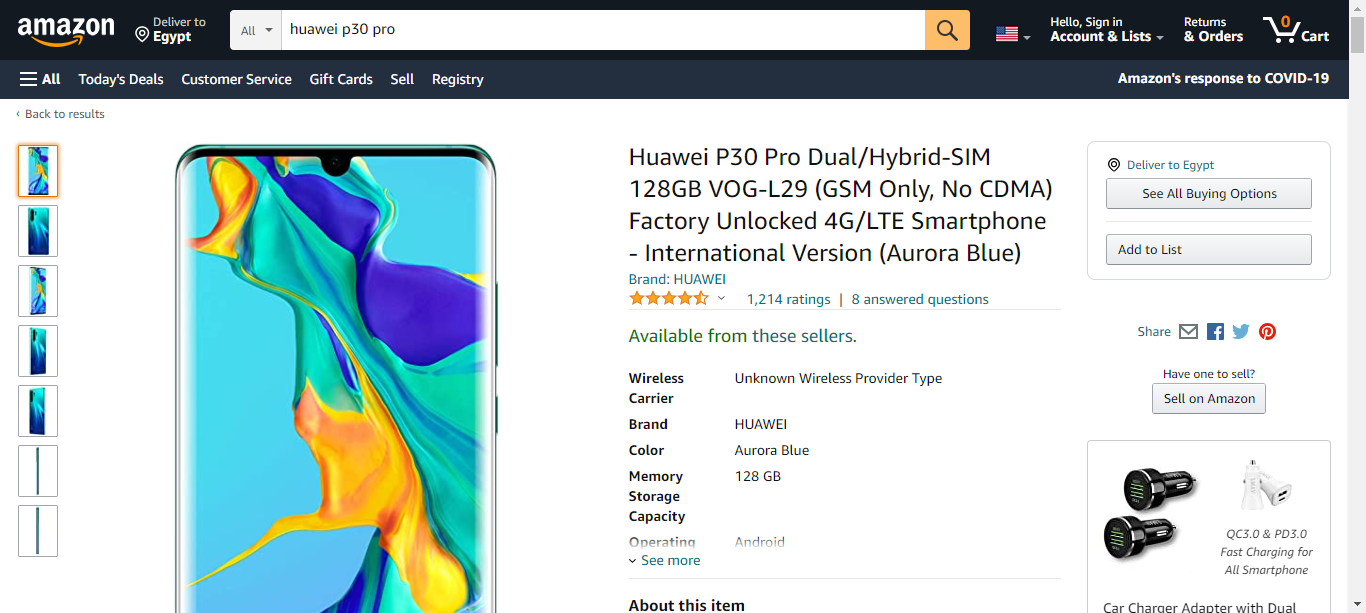 amazon
Deliver to
Egypt
All
huawei p30 pro
Hello, Sign in
Account & Lists
Returns
& Orders
0
Cart
All
Today's Deals
Customer Service
Gift Cards
Sell
Registry
Amazon's response to COVID-19
‹ Back to results
Huawei P30 Pro Dual/Hybrid-SIM
128GB VOG-L29 (GSM Only, No CDMA)
Factory Unlocked 4G/LTE Smartphone
- International Version (Aurora Blue)
Brand: HUAWEI
1,214 ratings | 8 answered questions
Available from these sellers.
Wireless Unknown Wireless Provider Type
Carrier
Brand HUAWEI
Color Aurora Blue
Memory 128 GB
Storage
Capacity
Operating Android
See more
About this item
Deliver to Egypt
See All Buying Options
Add to List
Share
Have one to sell?
Sell on Amazon
QC3.0 & PD3.0
Fast Charging for
All Smartphone
Car Charger Adapter with Dual